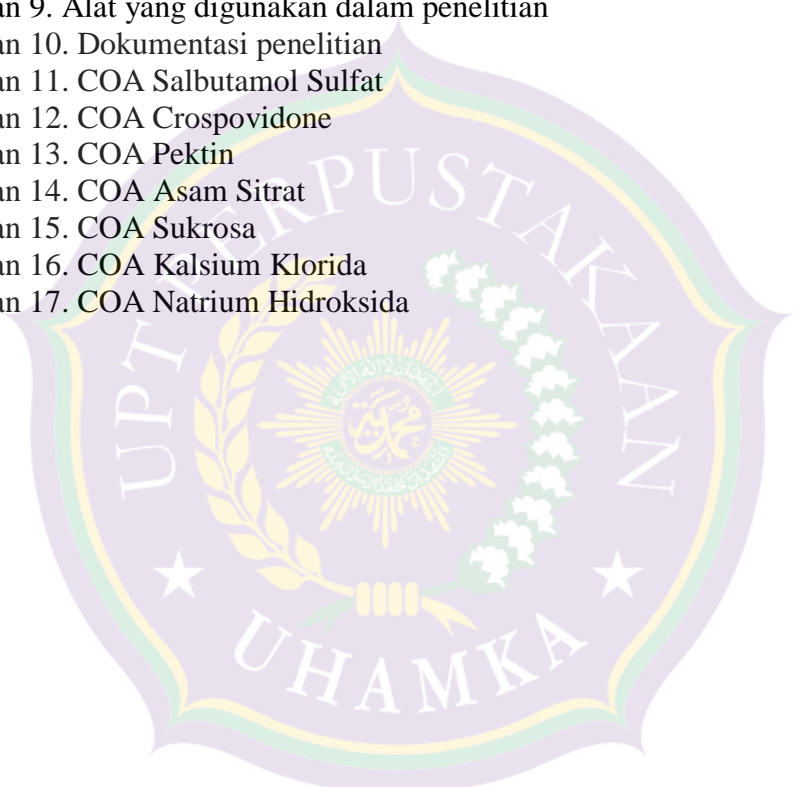 an 9. Alat yang digunakan dalam penelitian
an 10. Dokumentasi penelitian
an 11. COA Salbutamol Sulfat
an 12. COA Crospovidone
an 13. COA Pektin
an 14. COA Asam Sitrat
an 15. COA Sukrosa
an 16. COA Kalsium Klorida
an 17. COA Natrium Hidroksida
UPT PERPUSTAKAAN
UHAMKA